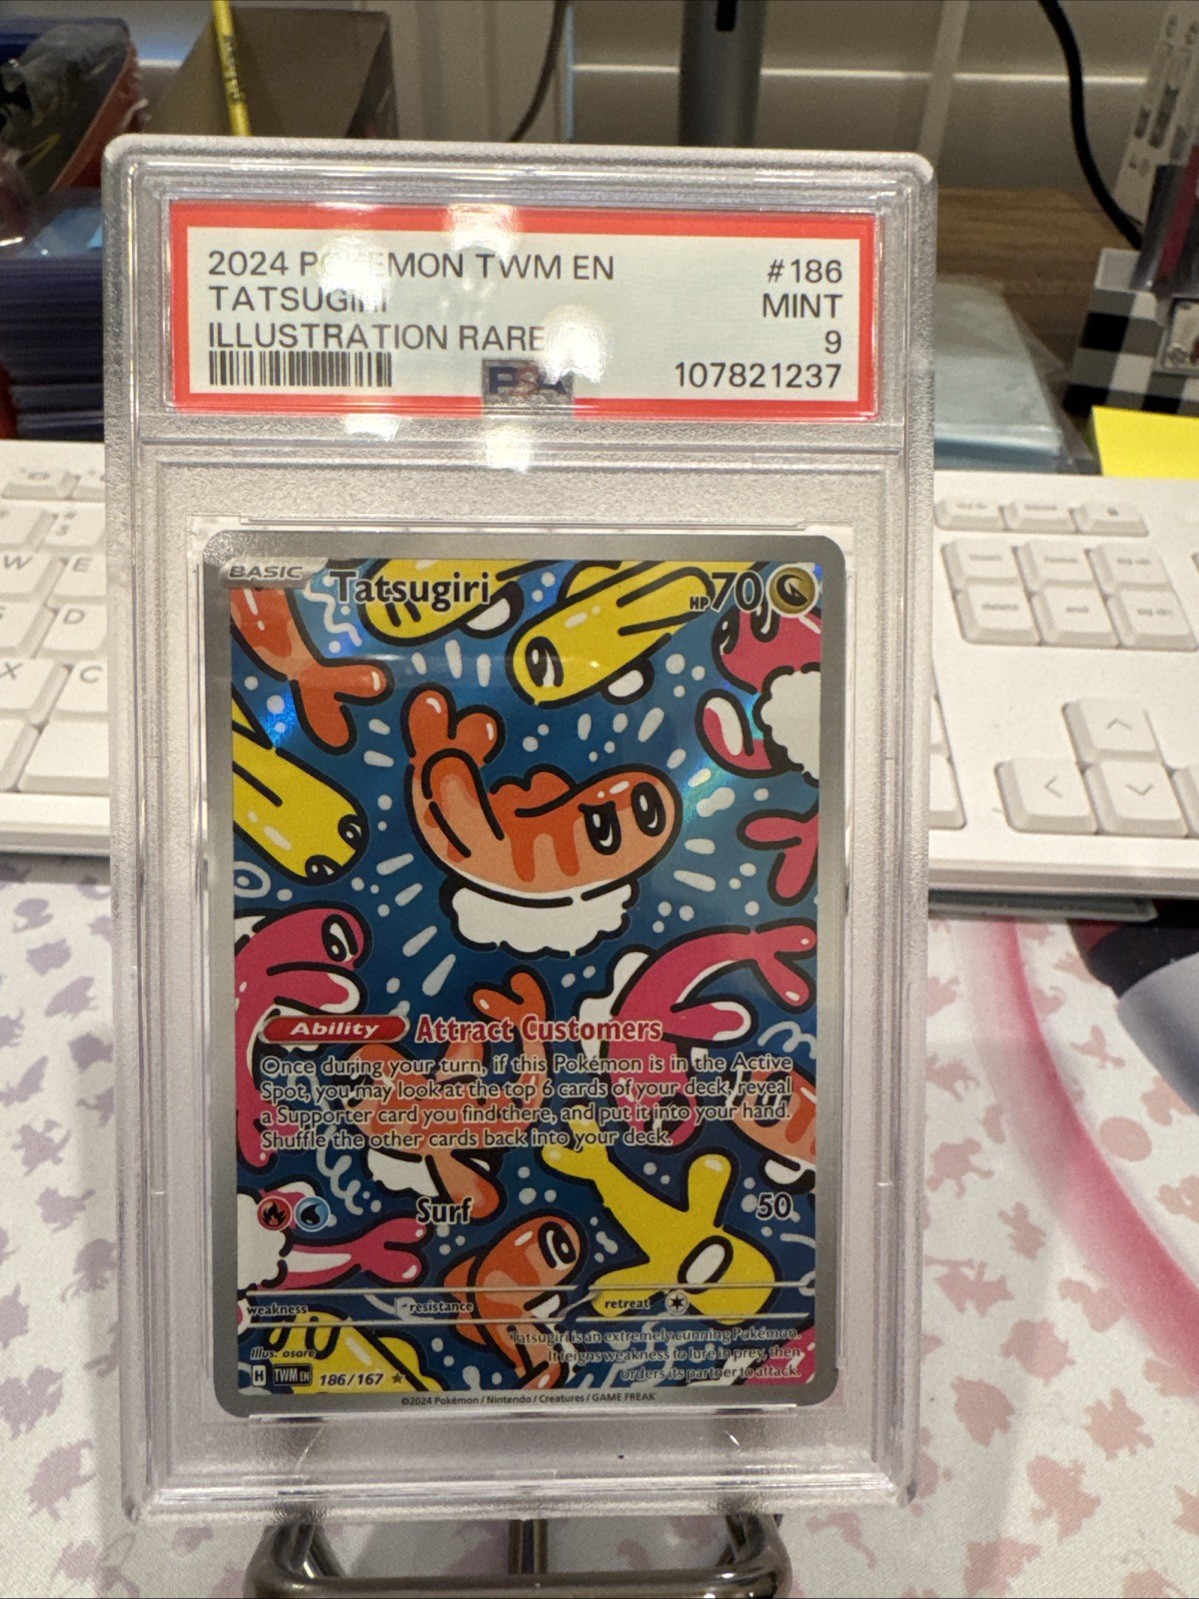 2024 POKEMON TWM EN
#186
TATSUGIRI
MINT
ILLUSTRATION RARE
9
PSA
107821237
BASIC
Tatsugiri
HP 70
Ability
Attract Customers
Once during your turn, if this Pokémon is in the Active
Spot, you may look at the top 6 cards of your deck, reveal
a Supporter card you find there, and put it into your hand.
Shuffle the other cards back into your deck.
Surf
50
weakness
resistance
retreat
Tatsugiri is an extremely cunning Pokémon.
It feigns weakness to lure in prey, then
orders its partner to attack.
Illus. osare
H
TWM EN
186/167
©2024 Pokémon / Nintendo / Creatures / GAME FREAK
W
E
S
D
X
C
delete
end